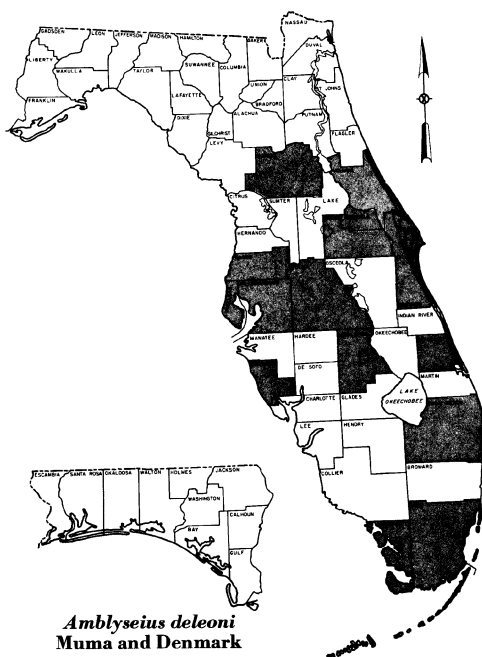 NASSAU
GADSDEN
LEON
JEFFERSON
MADISON
HAMILTON
BAKER
DUVAL
LIBERTY
WAKULLA
TAYLOR
SUWANNEE
COLUMBIA
UNION
CLAY
ST JOHNS
FRANKLIN
LAFAYETTE
BRADFORD
DIXIE
GILCHRIST
ALACHUA
PUTNAM
FLAGLER
LEVY
CITRUS
SUMTER
LAKE
HERNANDO
OSCEOLA
INDIAN RIVER
MANATEE
HARDEE
OKEECHOBEE
DE SOTO
MARTIN
CHARLOTTE
GLADES
LAKE
OKEECHOBEE
LEE
HENDRY
COLLIER
BROWARD
ESCAMBIA
SANTA ROSA
OKALOOSA
WALTON
HOLMES
JACKSON
WASHINGTON
BAY
CALHOUN
GULF
Amblyseius deleoni
Muma and Denmark